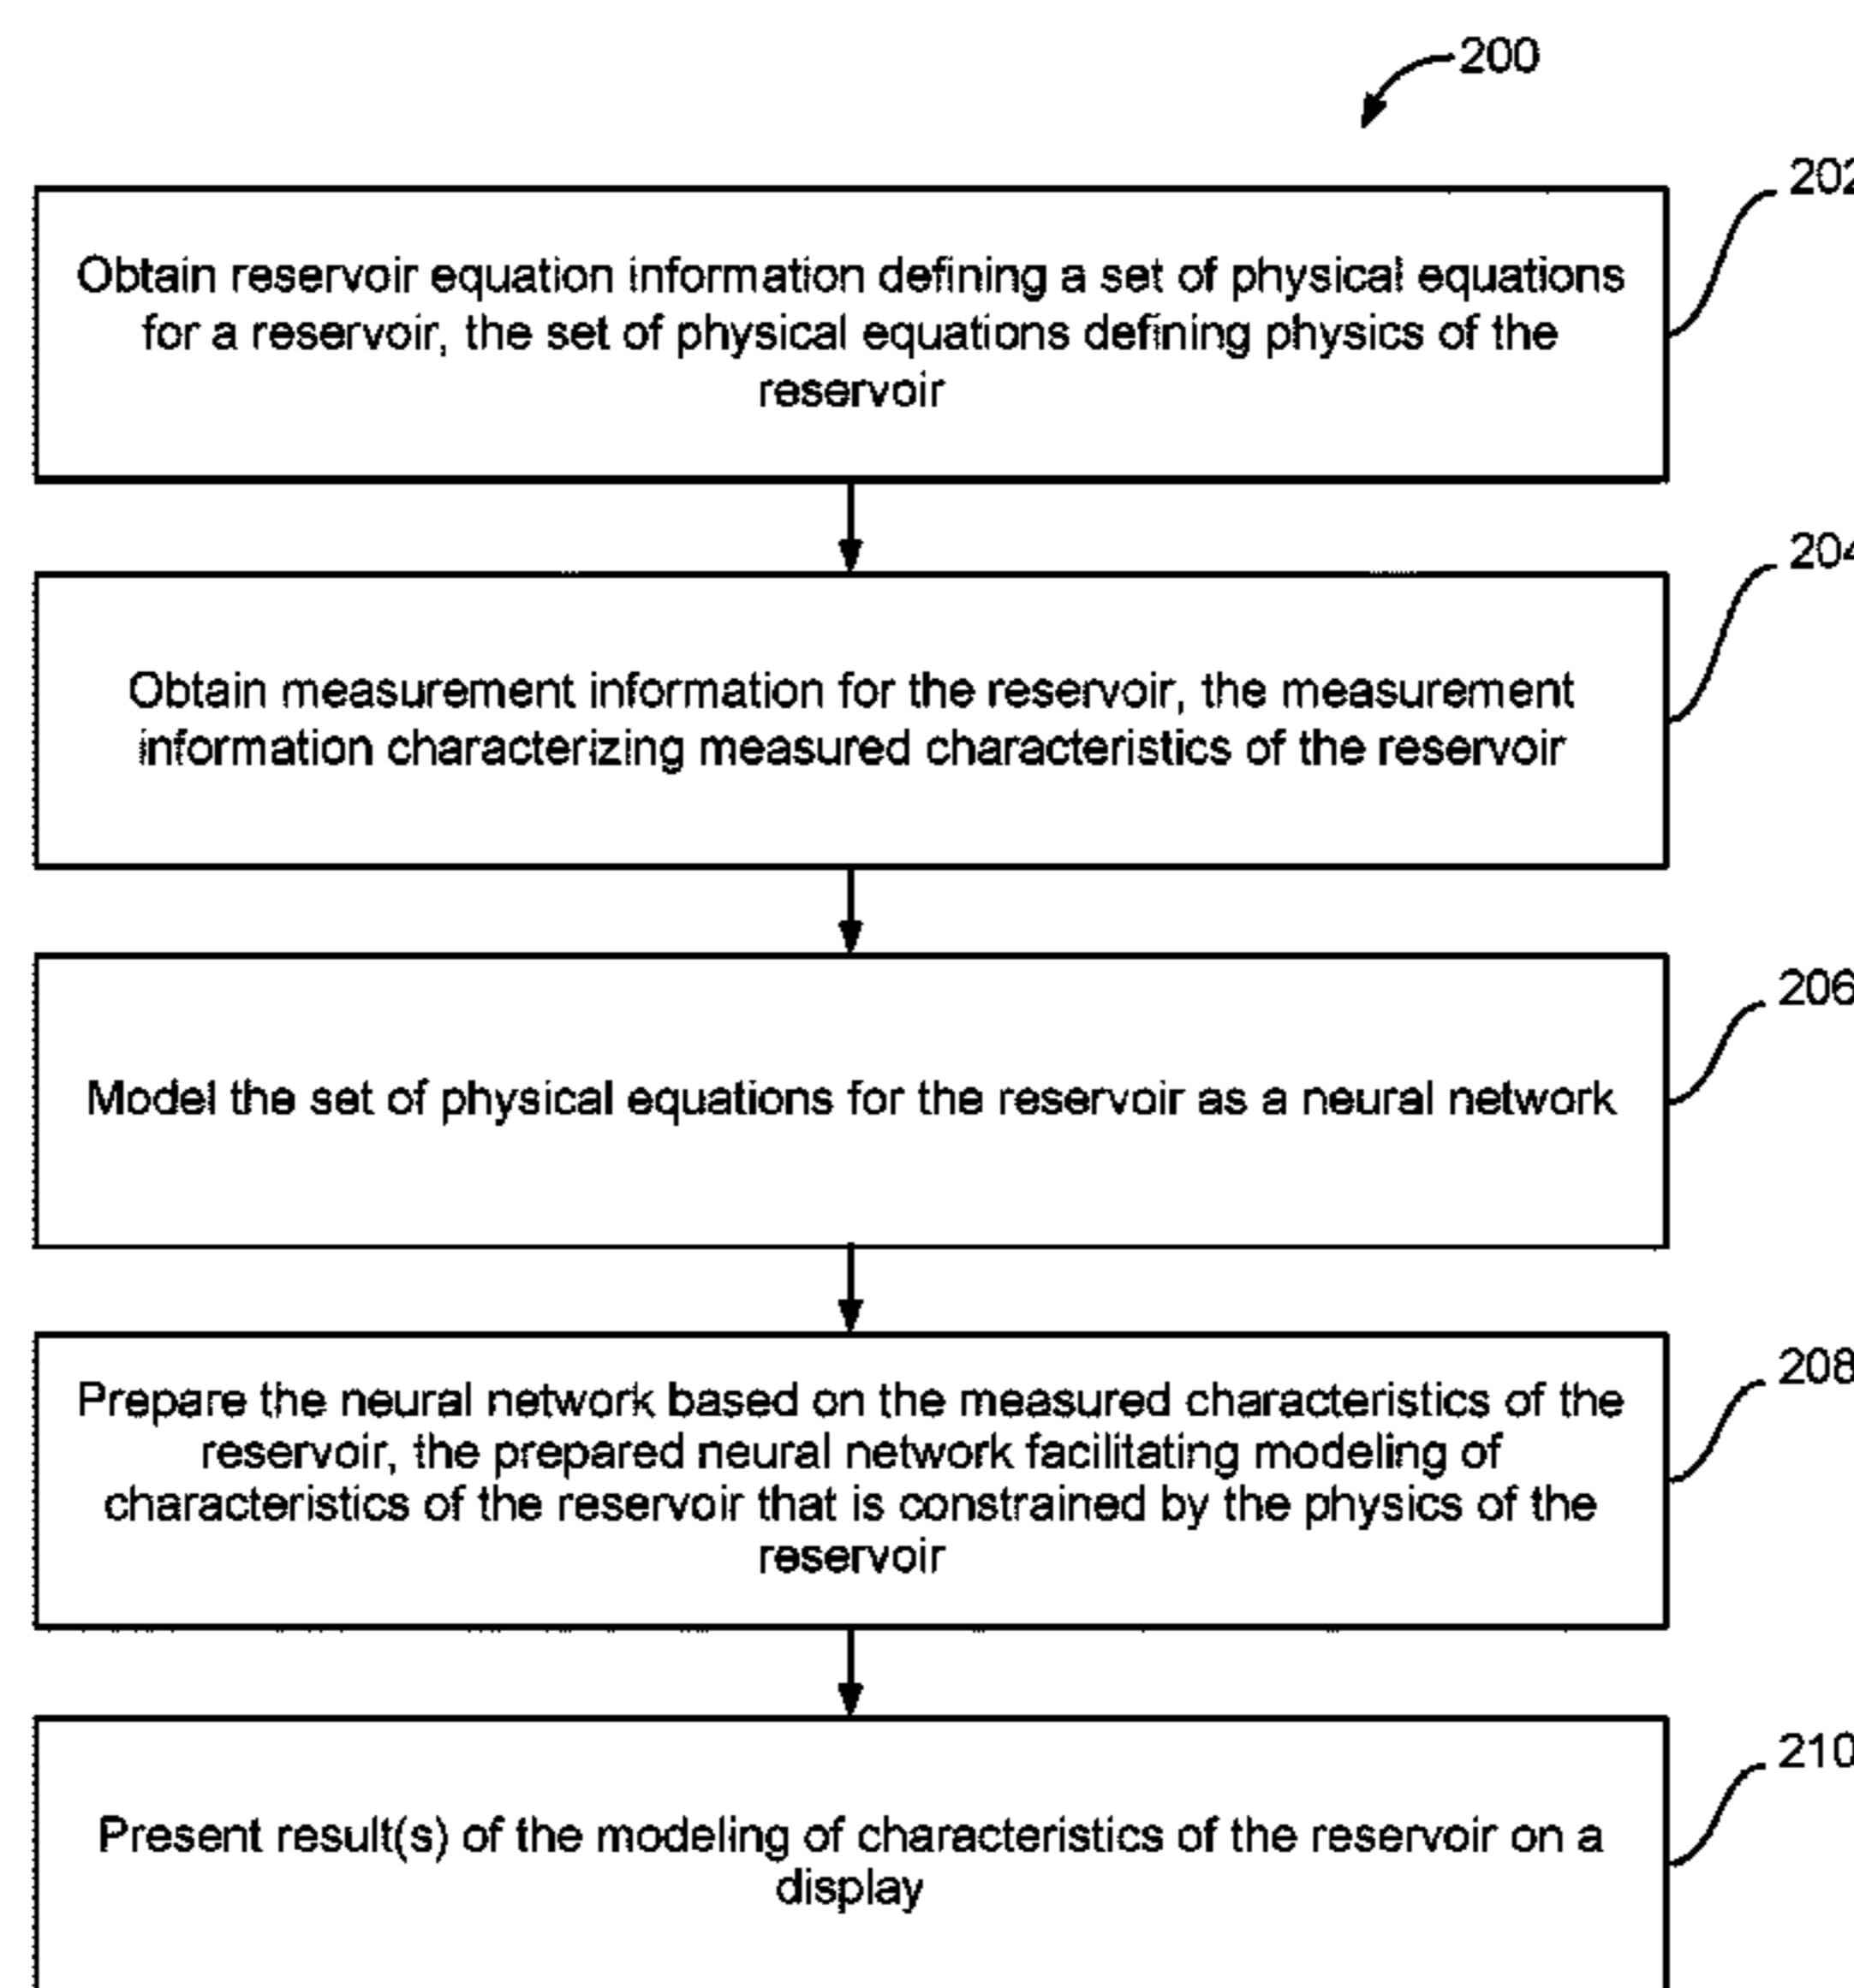 200
202
Obtain reservoir equation information defining a set of physical equations
for a reservoir, the set of physical equations defining physics of the
reservoir
204
Obtain measurement information for the reservoir, the measurement
information characterizing measured characteristics of the reservoir
206
Model the set of physical equations for the reservoir as a neural network
208
Prepare the neural network based on the measured characteristics of the
reservoir, the prepared neural network facilitating modeling of
characteristics of the reservoir that is constrained by the physics of the
reservoir
210
Present result(s) of the modeling of characteristics of the reservoir on a
display